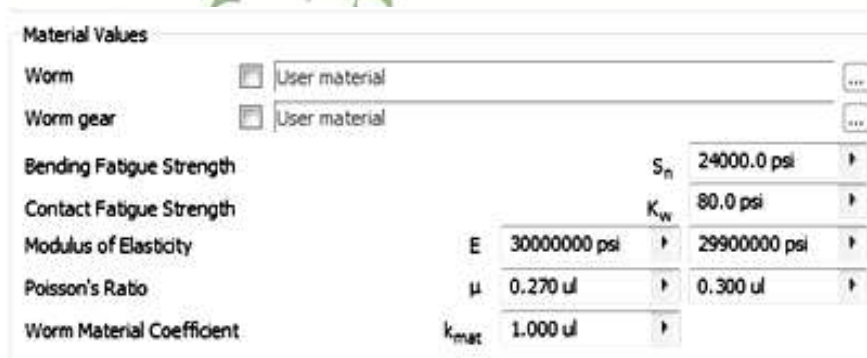 Material Values
Worm User material ...
Worm gear User material ...
Bending Fatigue Strength Sn 24000.0 psi
Contact Fatigue Strength Kw 80.0 psi
Modulus of Elasticity E 30000000 psi 29900000 psi
Poisson's Ratio μ 0.270 ul 0.300 ul
Worm Material Coefficient kmat 1.000 ul